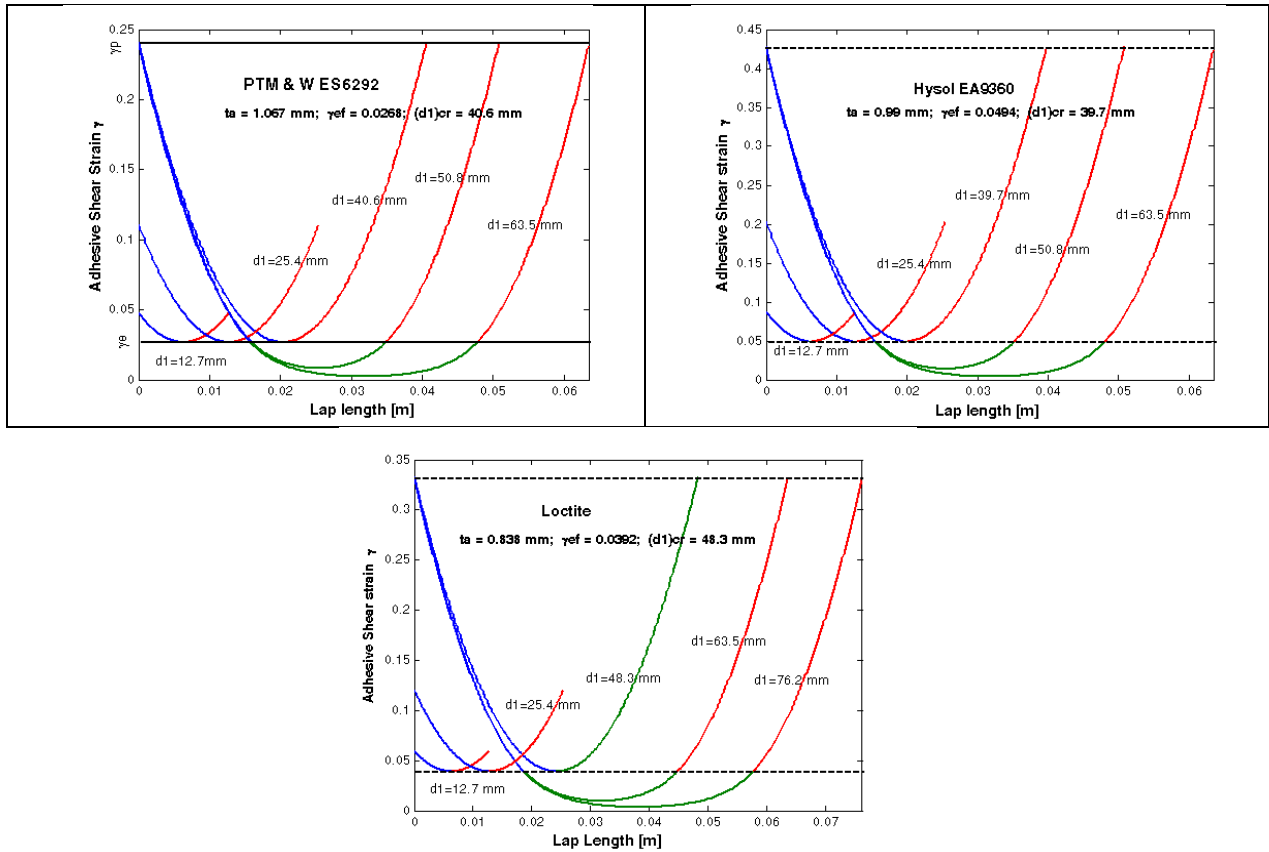 0.25
γp
0.2
0.15
0.1
0.05
γe
0
Adhesive Shear Strain γ
PTM & W ES6292
ta = 1.067 mm; γef = 0.0268; (d1)cr = 40.6 mm
d1=50.8 mm
d1=40.6 mm
d1=63.5 mm
d1=25.4 mm
d1=12.7mm
0 0.01 0.02 0.03 0.04 0.05 0.06
Lap length [m]
0.45
0.4
0.35
0.3
0.25
0.2
0.15
0.1
0.05
0
Adhesive Shear Strain γ
Hysol EA9360
ta = 0.99 mm; γef = 0.0494; (d1)cr = 39.7 mm
d1=39.7 mm
d1=63.5 mm
d1=25.4 mm
d1=50.8 mm
d1=12.7 mm
0 0.01 0.02 0.03 0.04 0.05 0.06
Lap length [m]
0.35
0.3
0.25
0.2
0.15
0.1
0.05
0
Adhesive Shear strain γ
Loctite
ta = 0.838 mm; γef = 0.0392; (d1)cr = 48.3 mm
d1=63.5 mm
d1=48.3 mm
d1=76.2 mm
d1=25.4 mm
d1=12.7 mm
0 0.01 0.02 0.03 0.04 0.05 0.06 0.07
Lap Length [m]